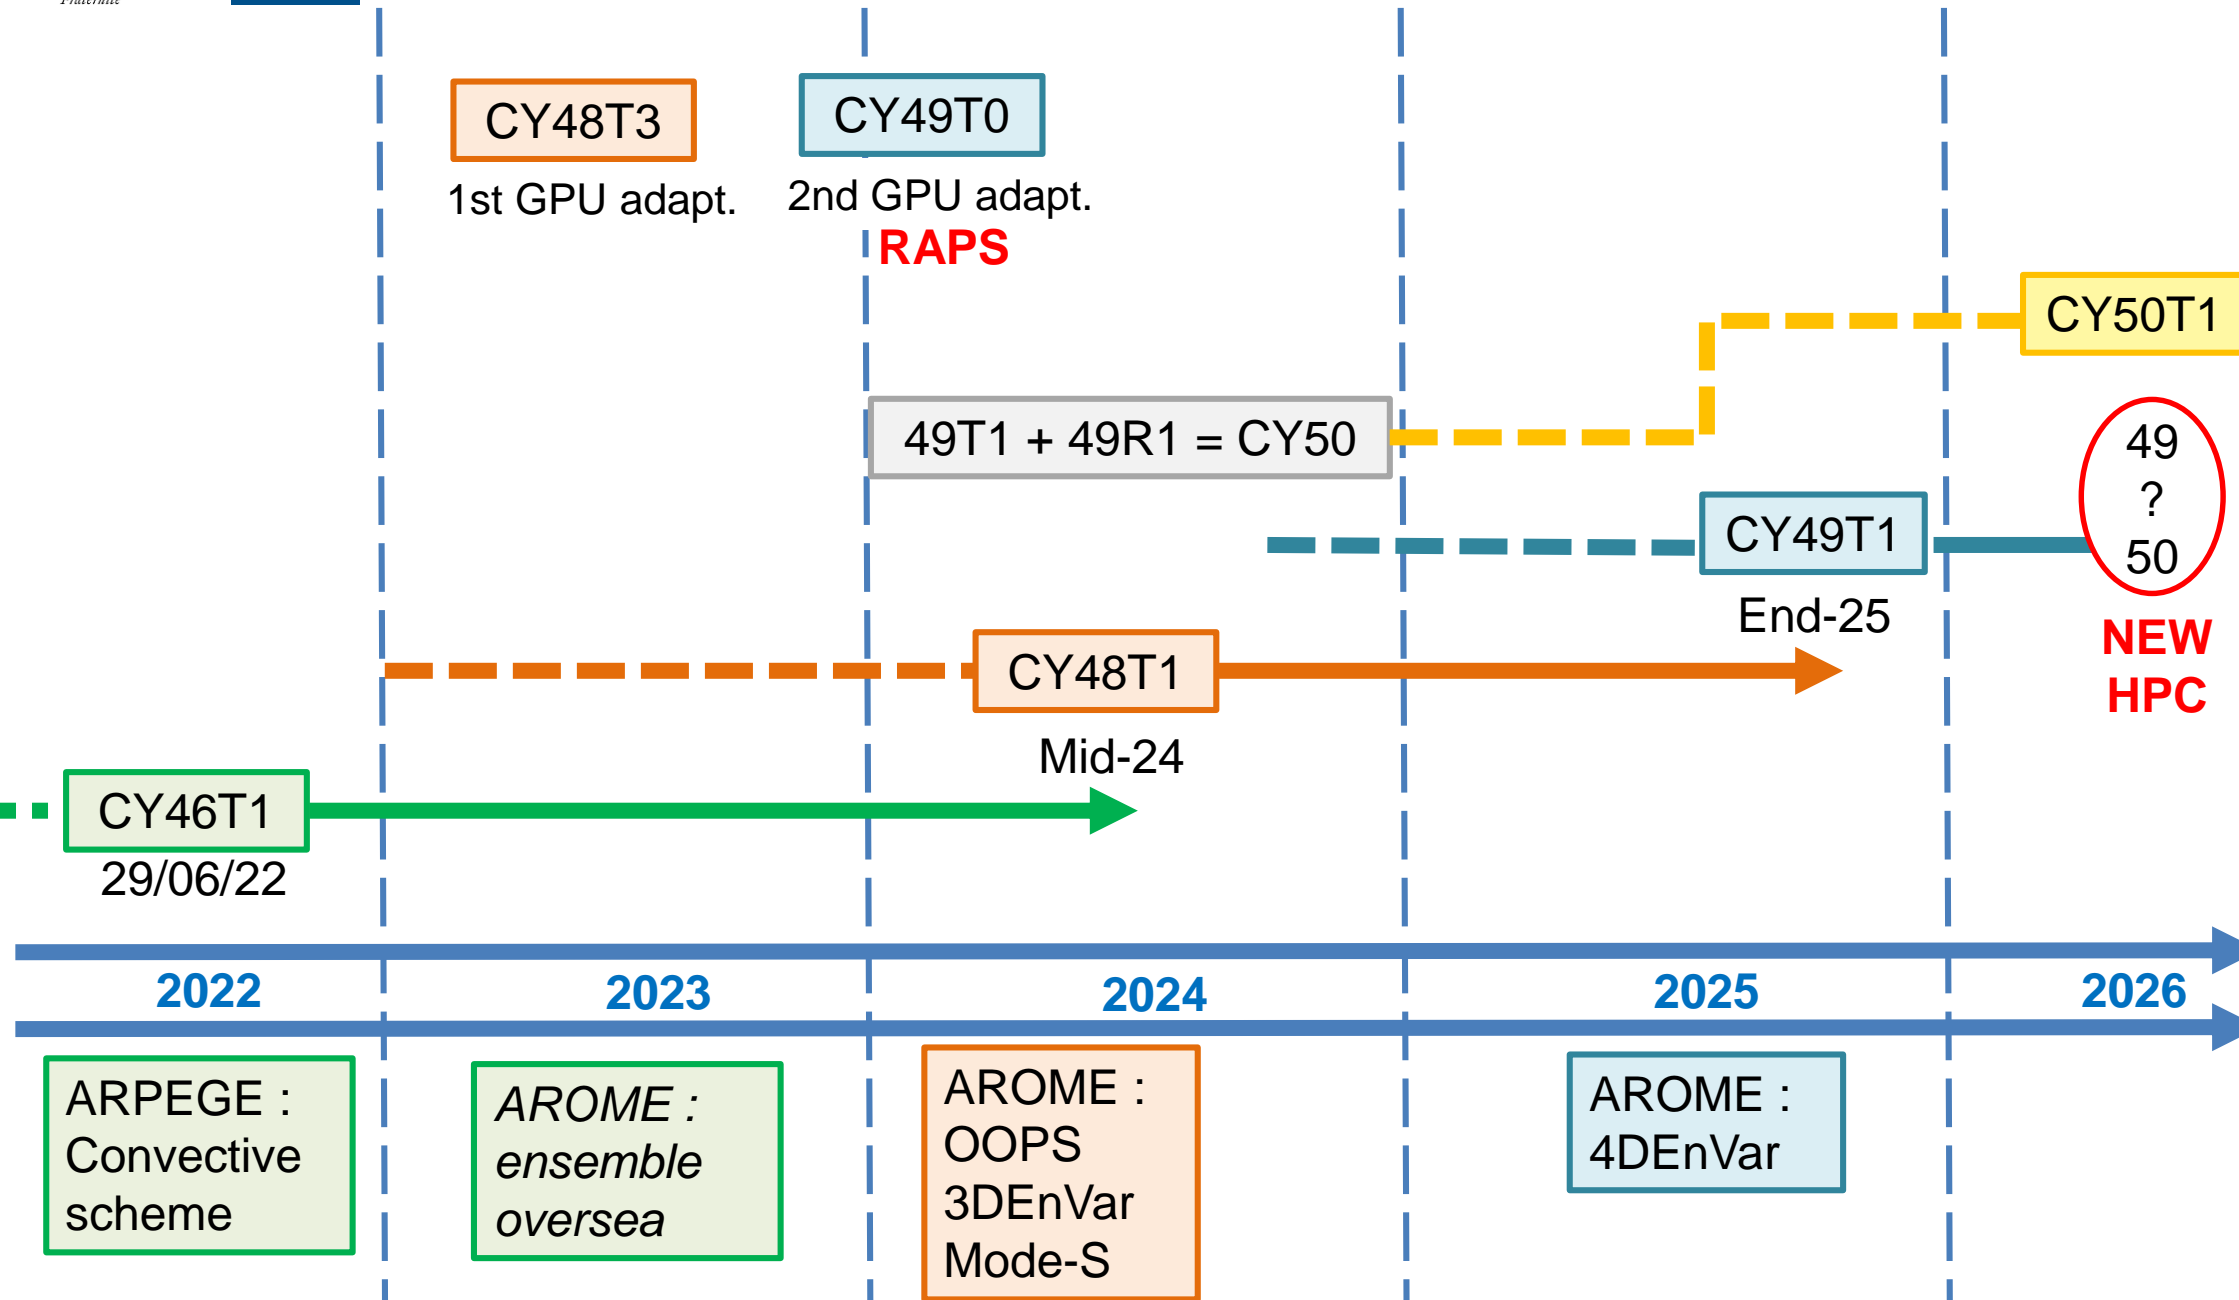 Fraternité
CY48T3
1st GPU adapt.
CY49T0
2nd GPU adapt.
RAPS
CY50T1
49T1 + 49R1 = CY50
49
?
50
NEW
HPC
CY49T1
End-25
CY48T1
Mid-24
CY46T1
29/06/22
2022
2023
2024
2025
2026
ARPEGE :
Convective
scheme
AROME :
ensemble
oversea
AROME :
OOPS
3DEnVar
Mode-S
AROME :
4DEnVar